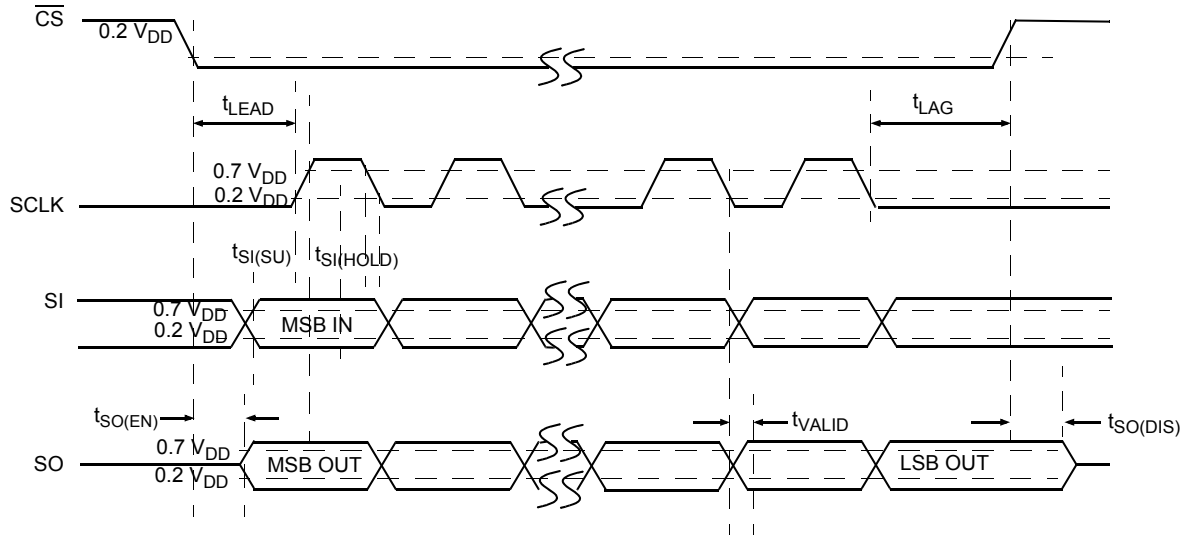 CS
0.2 VDD
tLEAD
tLAG
0.7 VDD
0.2 VDD
SCLK
tSI(SU)
tSI(HOLD)
SI
0.7 VDD
0.2 VDD
MSB IN
tSO(EN)
tVALID
tSO(DIS)
0.7 VDD
SO
0.2 VDD
MSB OUT
LSB OUT